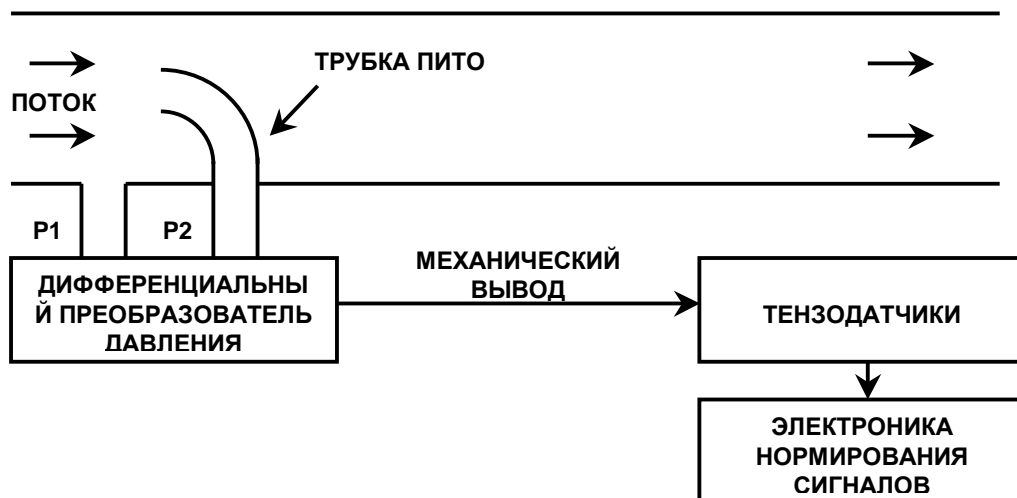 ТРУБКА ПИТО
ПОТОК
P1
P2
МЕХАНИЧЕСКИЙ
ВЫВОД
ДИФФЕРЕНЦИАЛЬНЫ
Й ПРЕОБРАЗОВАТЕЛЬ
ДАВЛЕНИЯ
ТЕНЗОДАТЧИКИ
ЭЛЕКТРОНИКА
НОРМИРОВАНИЯ
СИГНАЛОВ